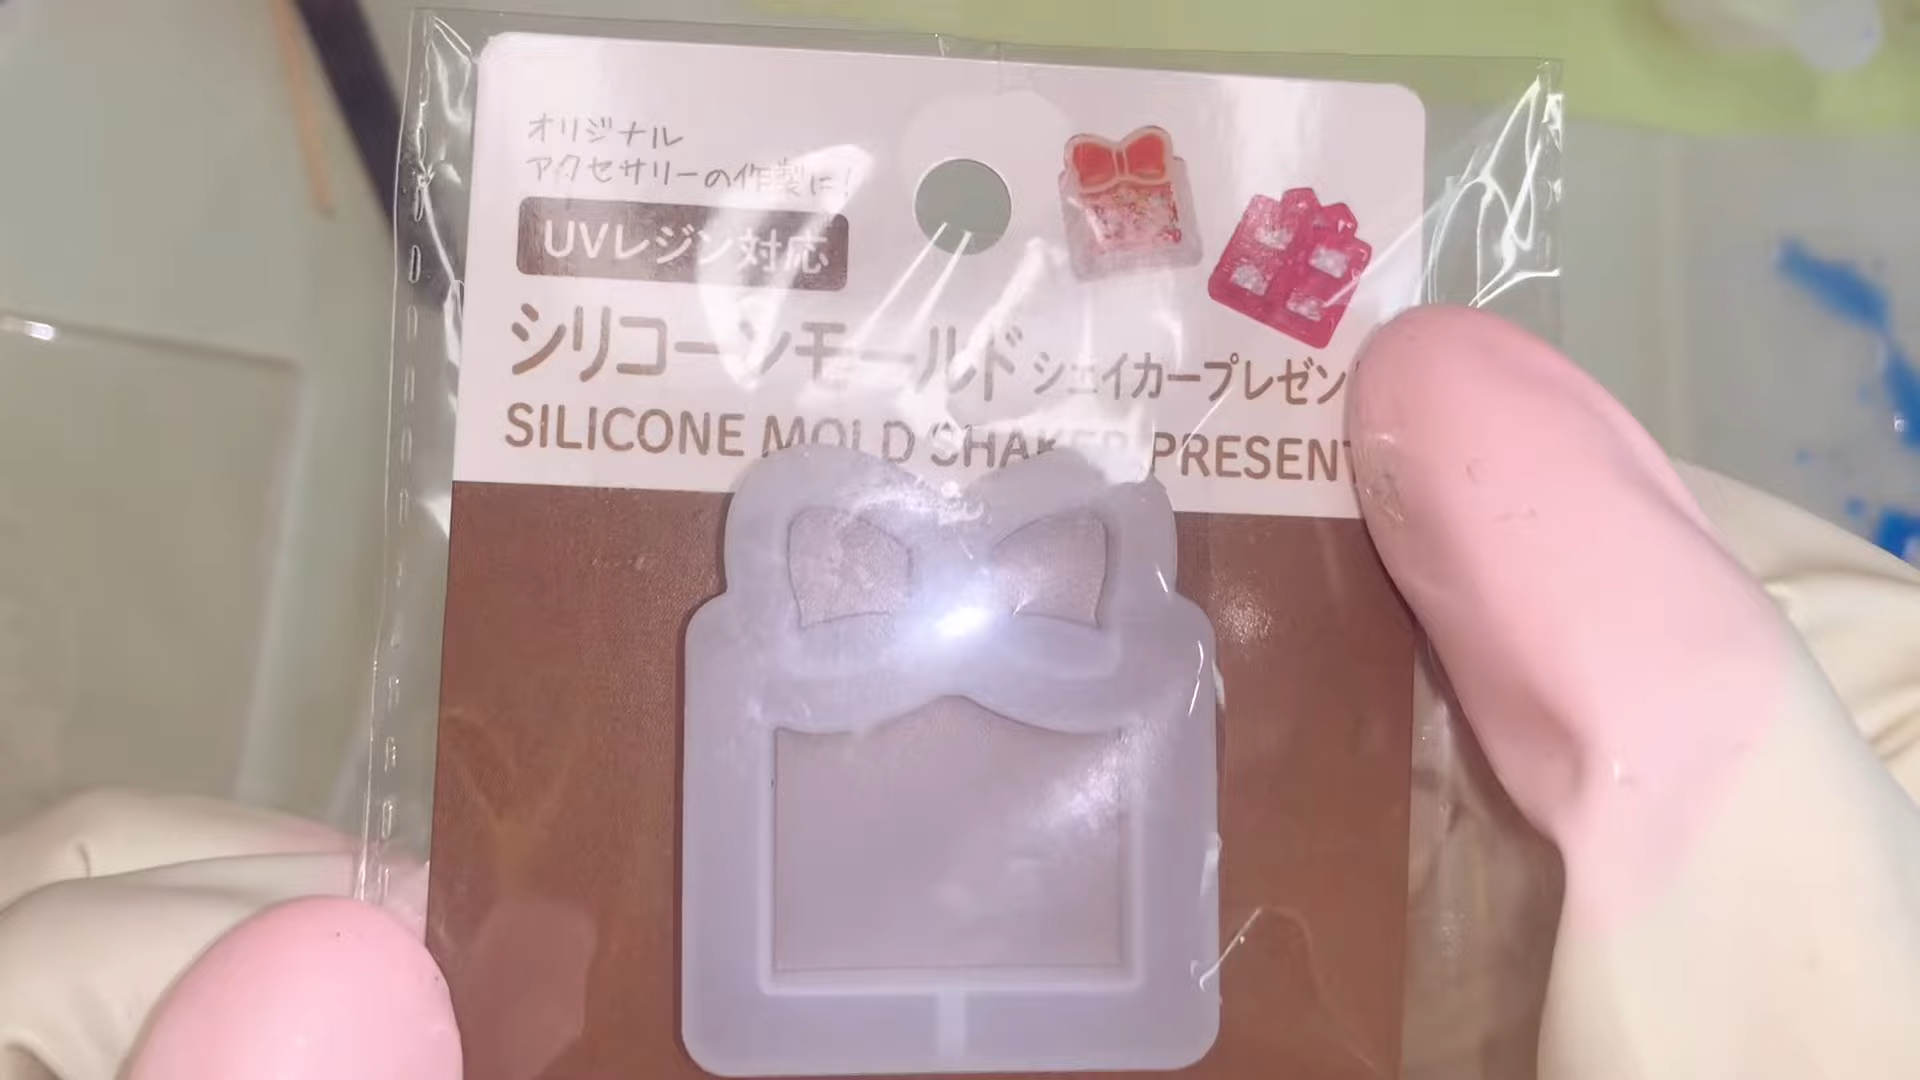 オリジナル
アクセサリーの作製に!
UVレジン対応
シリコーンモールド シェイカープレゼン
SILICONE MOLD SHAKER PRESENT